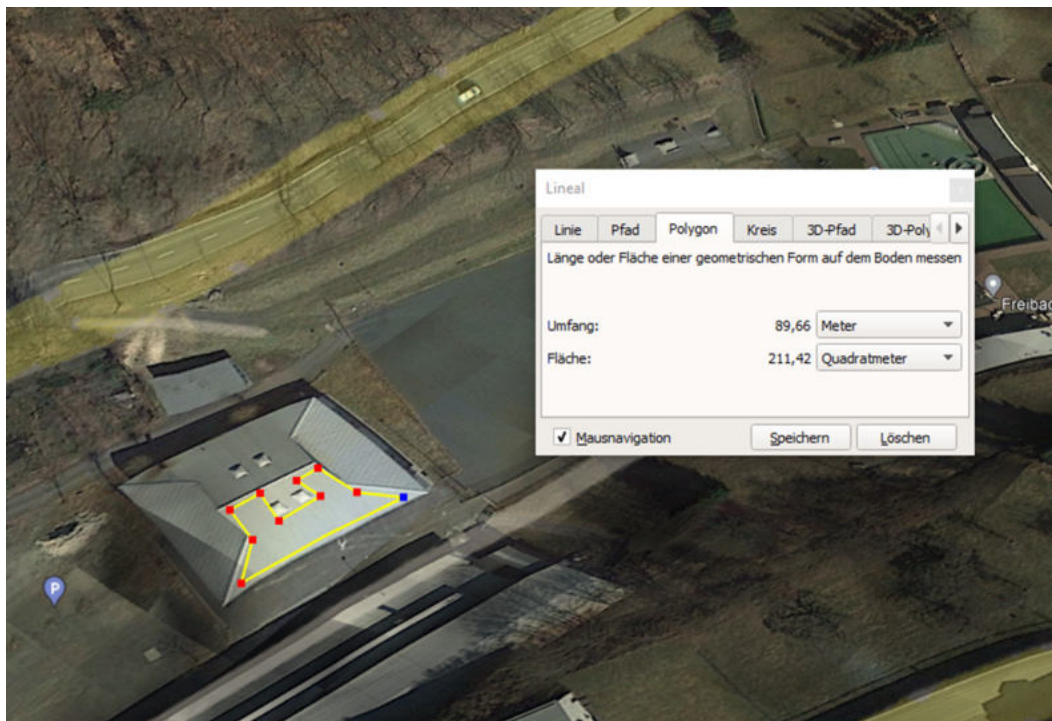 Lineal
Linie Pfad Polygon Kreis 3D-Pfad 3D-Poly
Länge oder Fläche einer geometrischen Form auf dem Boden messen
Umfang: 89,66 Meter
Fläche: 211,42 Quadratmeter
Mausnavigation Speichern Löschen
Freibad
P